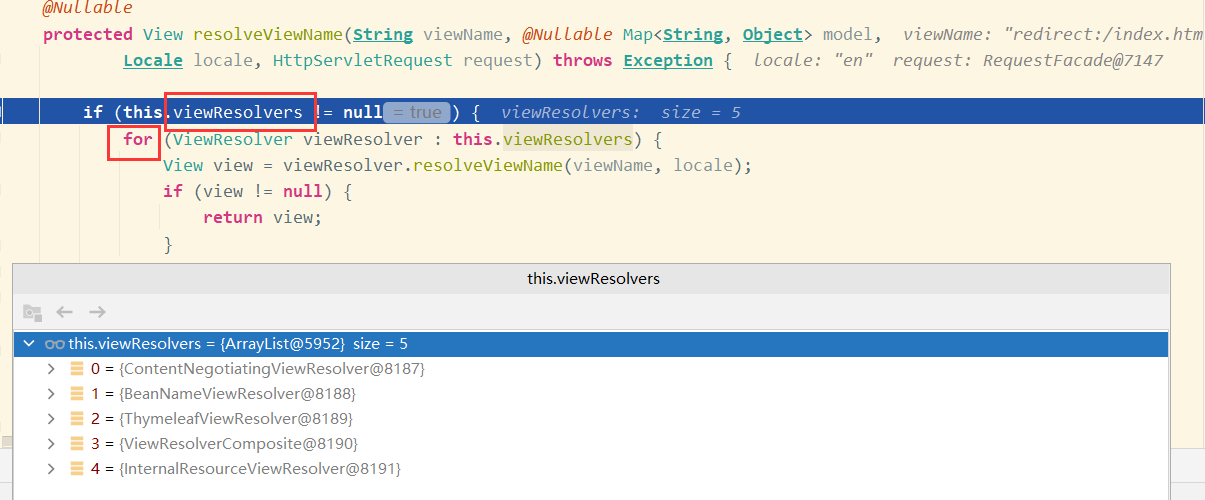 @Nullable
protected View resolveViewName(String viewName, @Nullable Map<String, Object> model, viewName: "redirect:/index.htm
Locale locale, HttpServletRequest request) throws Exception { locale: "en" request: RequestFacade@7147
if (this.viewResolvers != null = true ) { viewResolvers: size = 5
for (ViewResolver viewResolver : this.viewResolvers) {
View view = viewResolver.resolveViewName(viewName, locale);
if (view != null) {
return view;
}
this.viewResolvers
this.viewResolvers = {ArrayList@5952} size = 5
0 = {ContentNegotiatingViewResolver@8187}
1 = {BeanNameViewResolver@8188}
2 = {ThymeleafViewResolver@8189}
3 = {ViewResolverComposite@8190}
4 = {InternalResourceViewResolver@8191}